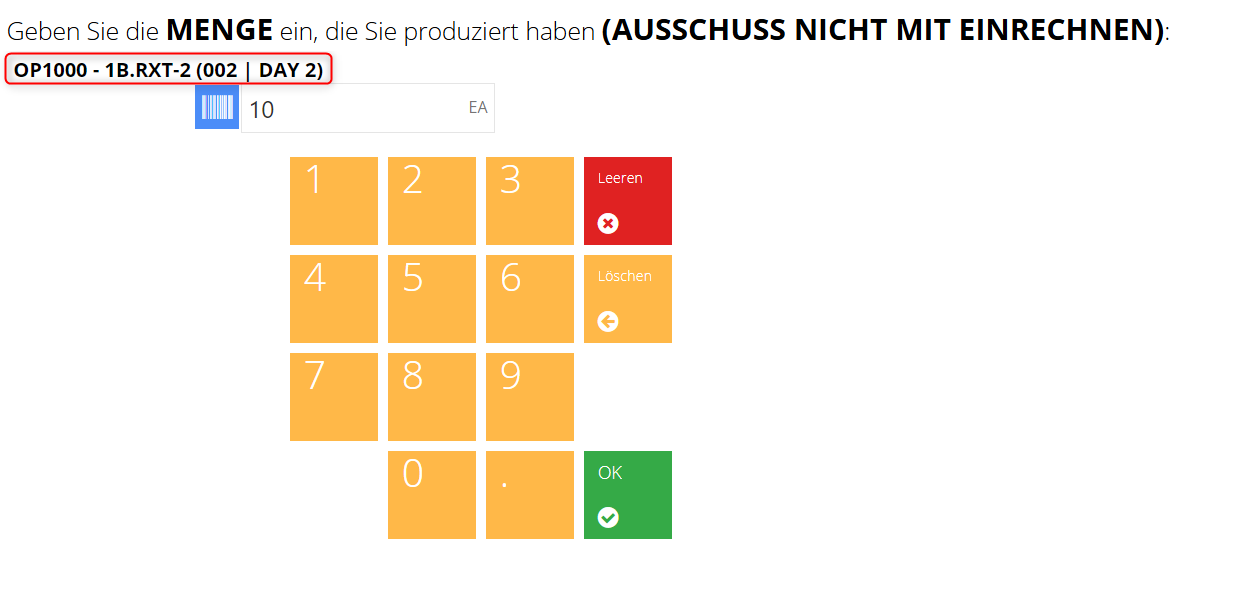 Geben Sie die MENGE ein, die Sie produziert haben (AUSSCHUSS NICHT MIT EINRECHNEN):
OP1000 - 1B.RXT-2 (002 | DAY 2)
10 EA
1 2 3 Leeren
4 5 6 Löschen
7 8 9
0 . OK